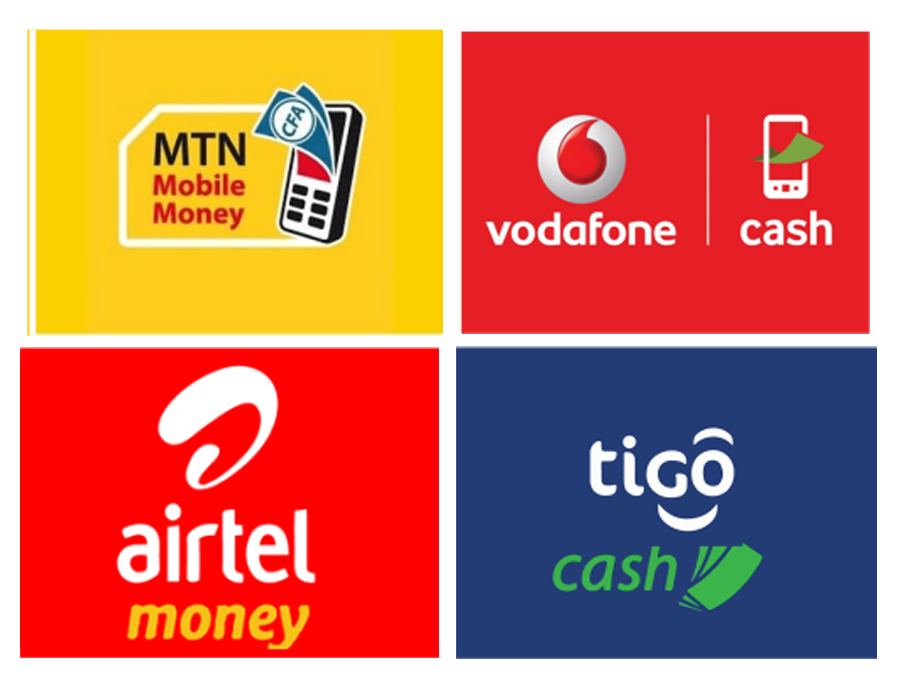 MTN
Mobile
Money
CFA
vodafone
cash
airtel
money
tigo
cash